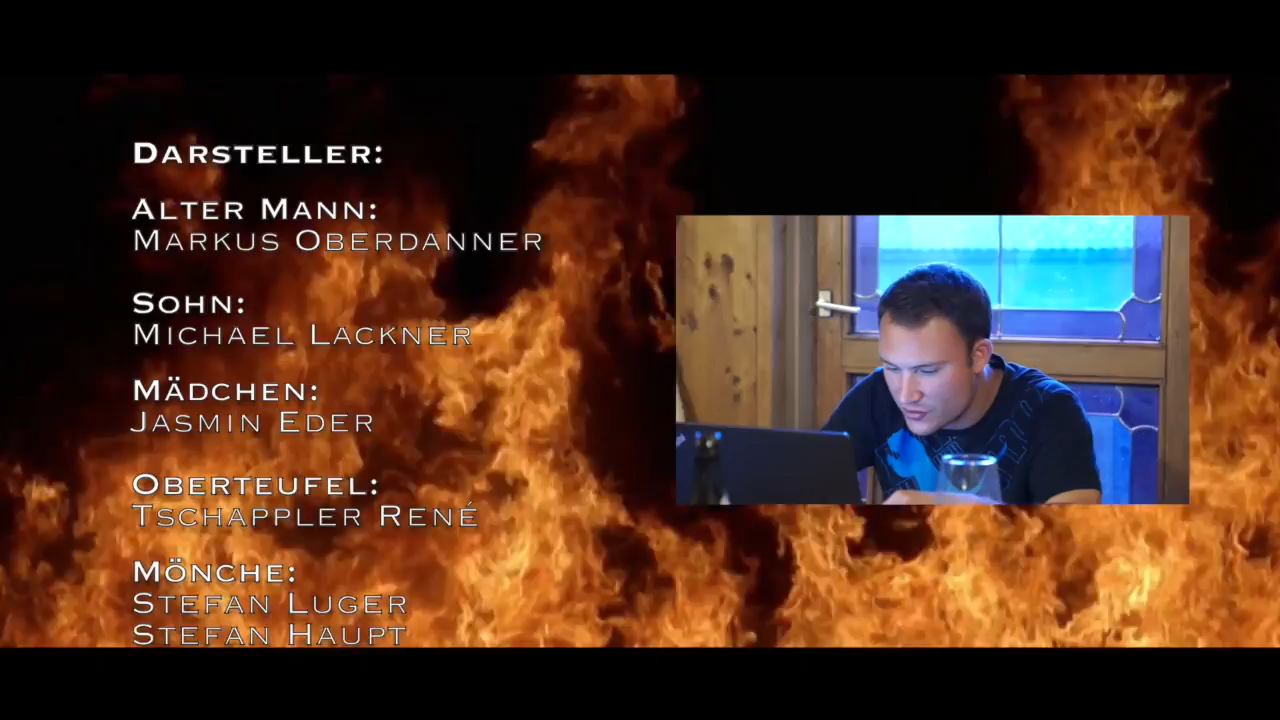 DARSTELLER:
ALTER MANN:
MARKUS OBERDANNER
SOHN:
MICHAEL LACKNER
MÄDCHEN:
JASMIN EDER
OBERTEUFEL:
TSCHAPPLER RENÉ
MÖNCHE:
STEFAN LUGER
STEFAN HAUPT